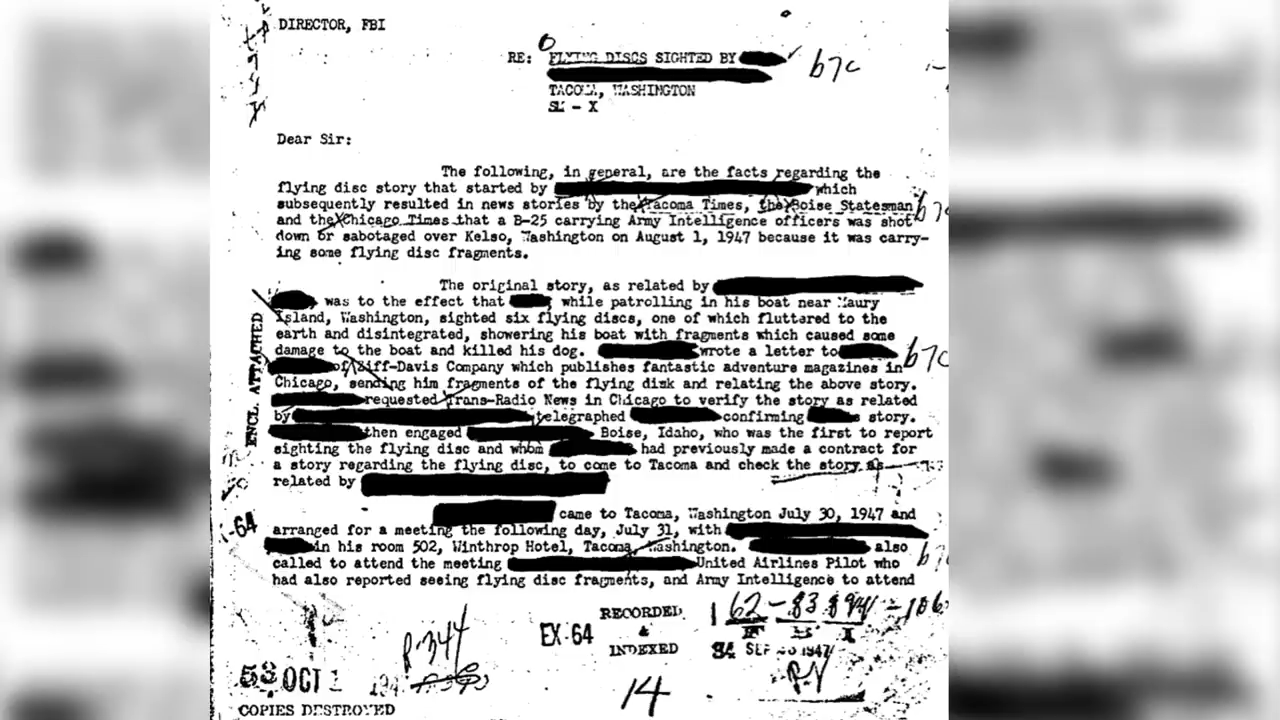 DIRECTOR, FBI
RE: FLYING DISCS SIGHTED BY
b7c
TACOMA, WASHINGTON
SM - X
Dear Sir:
The following, in general, are the facts regarding the
flying disc story that started by which
subsequently resulted in news stories by the Tacoma Times, the Boise Statesman
b7c
and the Chicago Times that a B-25 carrying Army Intelligence officers was shot
down or sabotaged over Kelso, Washington on August 1, 1947 because it was carry-
ing some flying disc fragments.
The original story, as related by
was to the effect that while patrolling in his boat near Maury
Island, Washington, sighted six flying discs, one of which fluttered to the
earth and disintegrated, showering his boat with fragments which caused some
damage to the boat and killed his dog. wrote a letter to
b7c
of Ziff-Davis Company which publishes fantastic adventure magazines in
Chicago, sending him fragments of the flying disk and relating the above story.
requested Trans-Radio News in Chicago to verify the story as related
by telegraphed confirming s story.
then engaged Boise, Idaho, who was the first to report
sighting the flying disc and whom had previously made a contract for
a story regarding the flying disc, to come to Tacoma and check the story as
related by
ENCL. ATTACHED
came to Tacoma, Washington July 30, 1947 and
-64
arranged for a meeting the following day, July 31, with
in his room 502, Winthrop Hotel, Tacoma, Washington. also
called to attend the meeting United Airlines Pilot who
had also reported seeing flying disc fragments, and Army Intelligence to attend
RECORDED
&
INDEXED
EX-64
162-83894-186
F B I
84 SEP 1947
53 OCT 1 194
14
COPIES DESTROYED